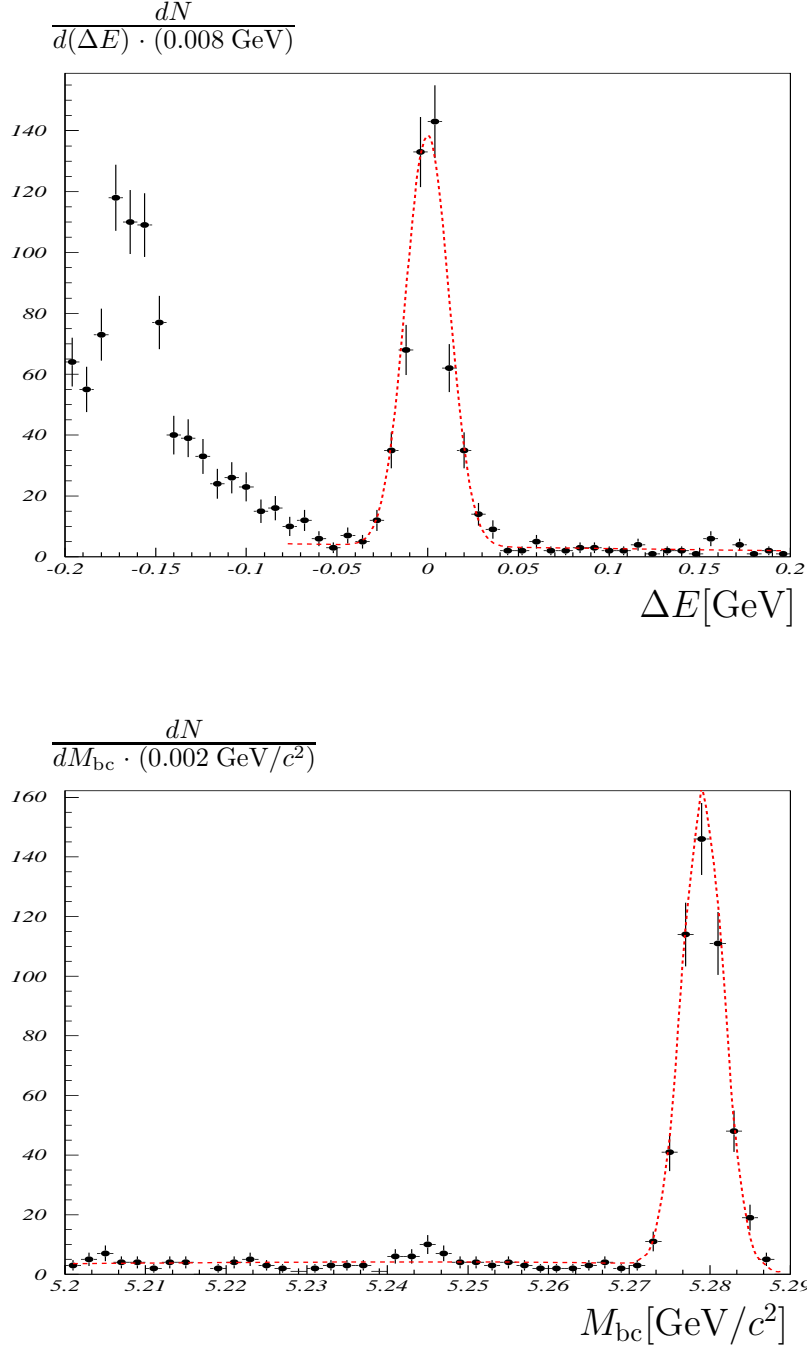 dN
d(ΔE) · (0.008 GeV)
140
120
100
80
60
40
20
0
-0.2 -0.15 -0.1 -0.05 0 0.05 0.1 0.15 0.2
ΔE[GeV]
dN
dM_bc · (0.002 GeV/c²)
160
140
120
100
80
60
40
20
0
5.2 5.21 5.22 5.23 5.24 5.25 5.26 5.27 5.28 5.29
M_bc[GeV/c²]